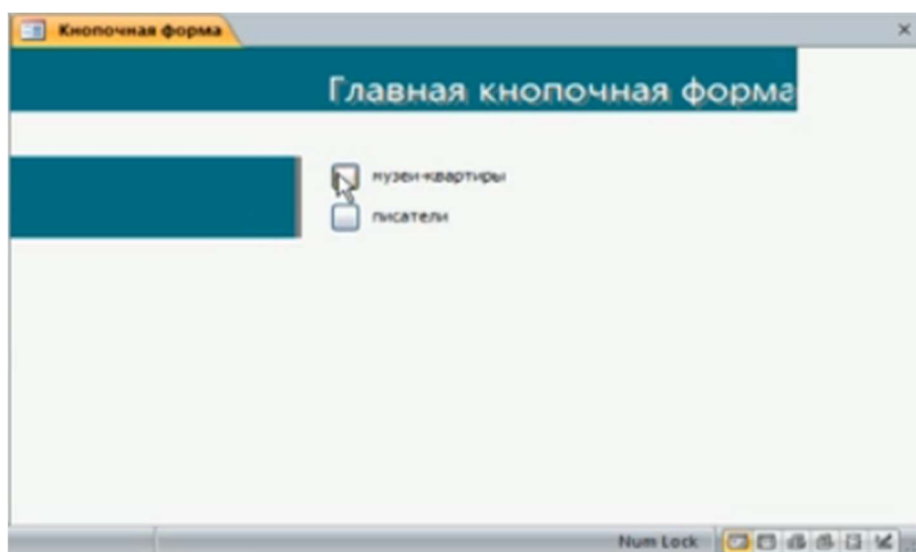 Кнопочная форма
Главная кнопочная форма
музеи-квартиры
писатели
Num Lock